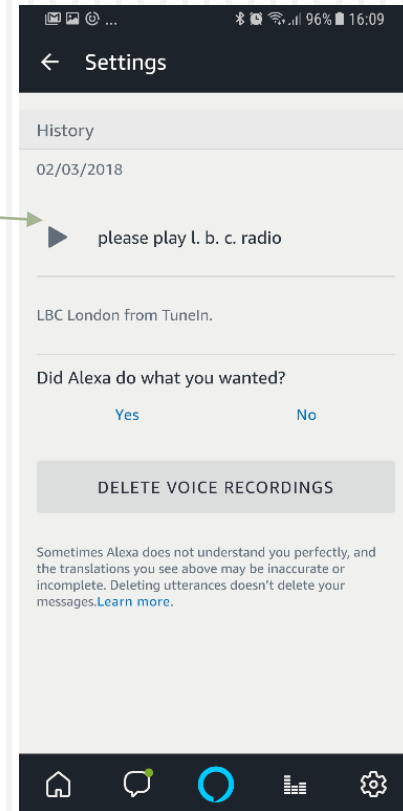 ... 96% 16:09
Settings
History
02/03/2018
please play l. b. c. radio
LBC London from TuneIn.
Did Alexa do what you wanted?
Yes No
DELETE VOICE RECORDINGS
Sometimes Alexa does not understand you perfectly, and
the translations you see above may be inaccurate or
incomplete. Deleting utterances doesn't delete your
messages.Learn more.